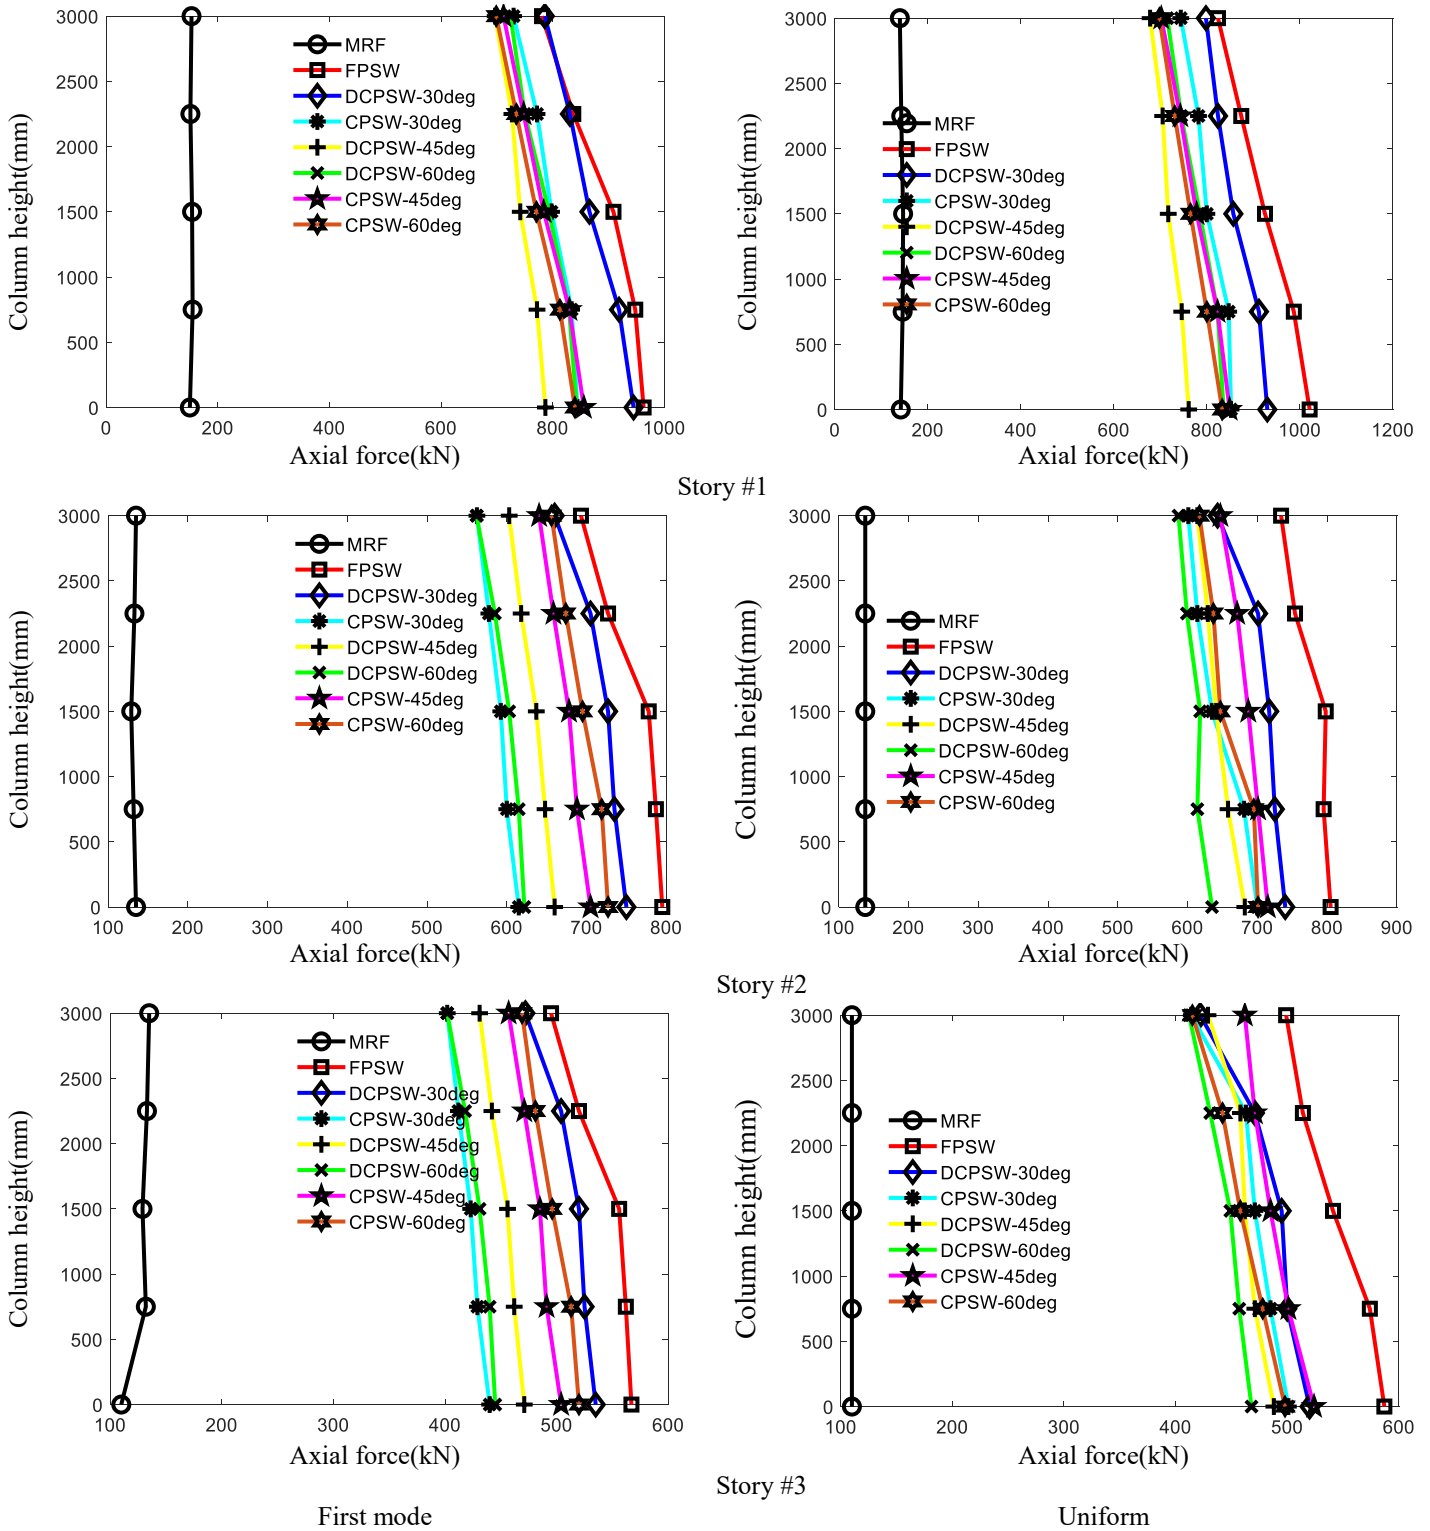 3000
2500
2000
1500
1000
500
0
Column height(mm)
MRF
FPSW
DCPSW-30deg
CPSW-30deg
DCPSW-45deg
DCPSW-60deg
CPSW-45deg
CPSW-60deg
0 200 400 600 800 1000
Axial force(kN)
3000
2500
2000
1500
1000
500
0
Column height(mm)
MRF
FPSW
DCPSW-30deg
CPSW-30deg
DCPSW-45deg
DCPSW-60deg
CPSW-45deg
CPSW-60deg
0 200 400 600 800 1000 1200
Axial force(kN)
Story #1
3000
2500
2000
1500
1000
500
0
Column height(mm)
MRF
FPSW
DCPSW-30deg
CPSW-30deg
DCPSW-45deg
DCPSW-60deg
CPSW-45deg
CPSW-60deg
100 200 300 400 500 600 700 800
Axial force(kN)
3000
2500
2000
1500
1000
500
0
Column height(mm)
MRF
FPSW
DCPSW-30deg
CPSW-30deg
DCPSW-45deg
DCPSW-60deg
CPSW-45deg
CPSW-60deg
100 200 300 400 500 600 700 800 900
Axial force(kN)
Story #2
3000
2500
2000
1500
1000
500
0
Column height(mm)
MRF
FPSW
DCPSW-30deg
CPSW-30deg
DCPSW-45deg
DCPSW-60deg
CPSW-45deg
CPSW-60deg
100 200 300 400 500 600
Axial force(kN)
3000
2500
2000
1500
1000
500
0
Column height(mm)
MRF
FPSW
DCPSW-30deg
CPSW-30deg
DCPSW-45deg
DCPSW-60deg
CPSW-45deg
CPSW-60deg
100 200 300 400 500 600
Axial force(kN)
Story #3
First mode
Uniform